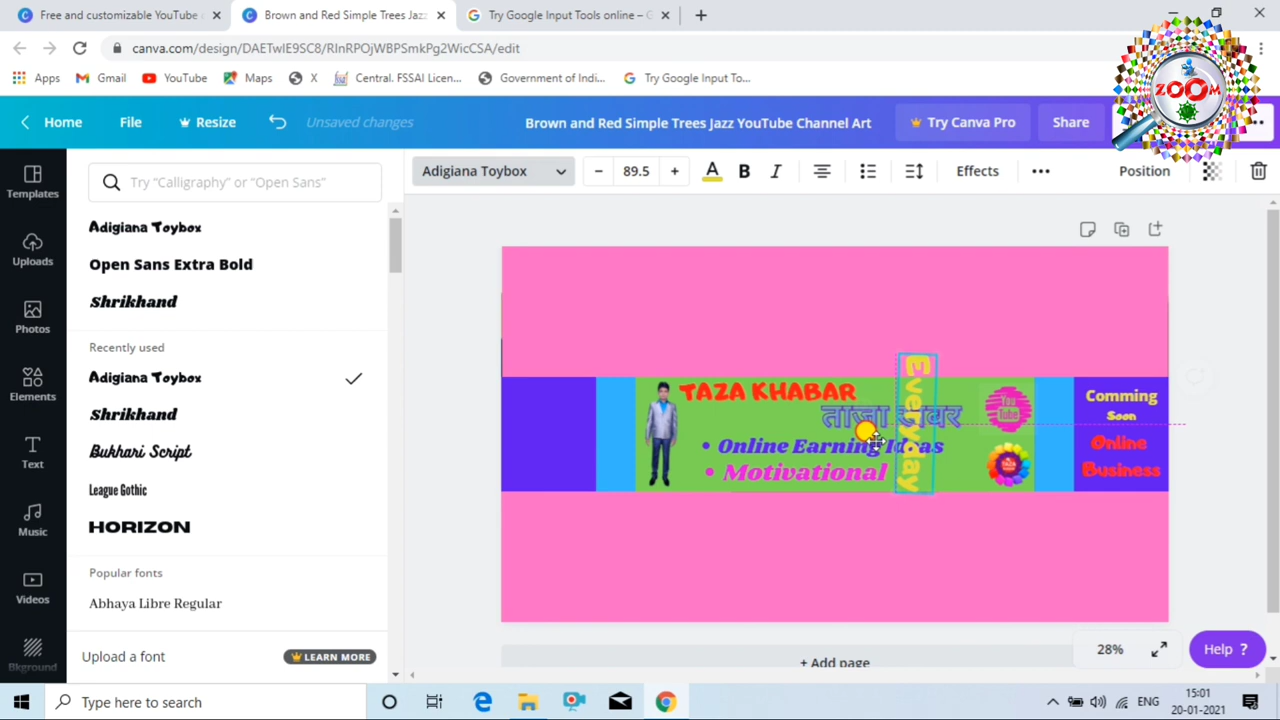 Free and customizable YouTube
Brown and Red Simple Trees Jazz
Try Google Input Tools online – G
canva.com/design/DAETwIE9SC8/RInRPOjWBPSmkPg2WicCSA/edit
Apps
Gmail
YouTube
Maps
X
Central. FSSAI Licen...
Government of Indi...
Try Google Input To...
ZOOM
Home
File
Resize
Unsaved changes
Brown and Red Simple Trees Jazz YouTube Channel Art
Try Canva Pro
Share
Templates
Uploads
Photos
Elements
Text
Music
Videos
Bkground
Try "Calligraphy" or "Open Sans"
Adigiana Toybox
Open Sans Extra Bold
Shrikhand
Recently used
Adigiana Toybox
Shrikhand
Bukhari Script
League Gothic
HORIZON
Popular fonts
Abhaya Libre Regular
Upload a font
LEARN MORE
Adigiana Toybox
– 89.5 +
A B I
Effects
Position
TAZA KHABAR
ताजा खबर
• Online Earning Ideas
• Motivational
Everyday
You
Tube
Comming
Soon
Online
Business
+ Add page
28%
Help ?
Type here to search
ENG
15:01
20-01-2021